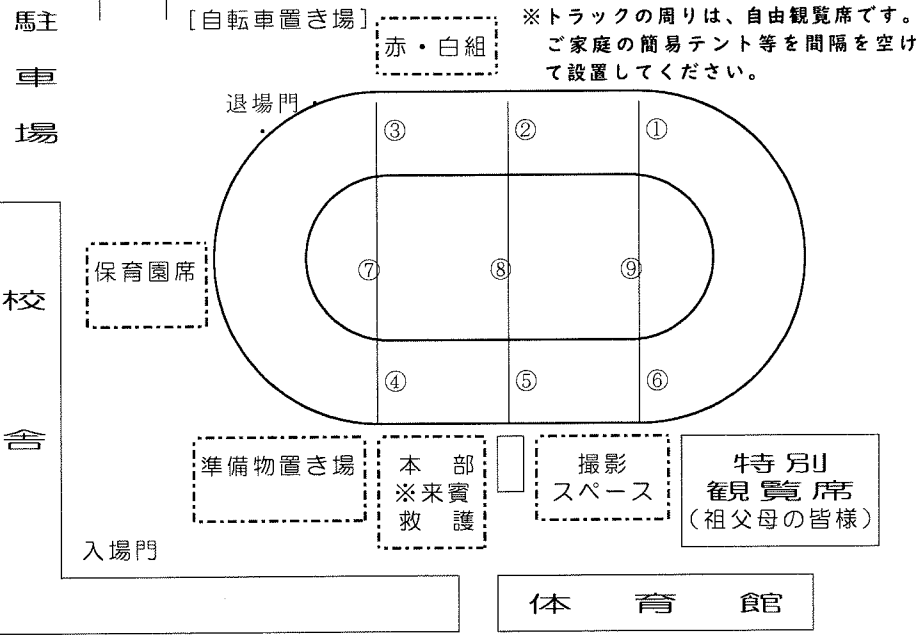 駐車場
[自転車置き場]
赤・白組
※トラックの周りは、自由観覧席です。
ご家庭の簡易テント等を間隔を空け
て設置してください。
退場門
③
②
①
保育園席
⑦
⑧
⑨
校舎
④
⑤
⑥
準備物置き場
本部
※来賓
救護
撮影
スペース
特別
観覧席
(祖父母の皆様)
入場門
体育館